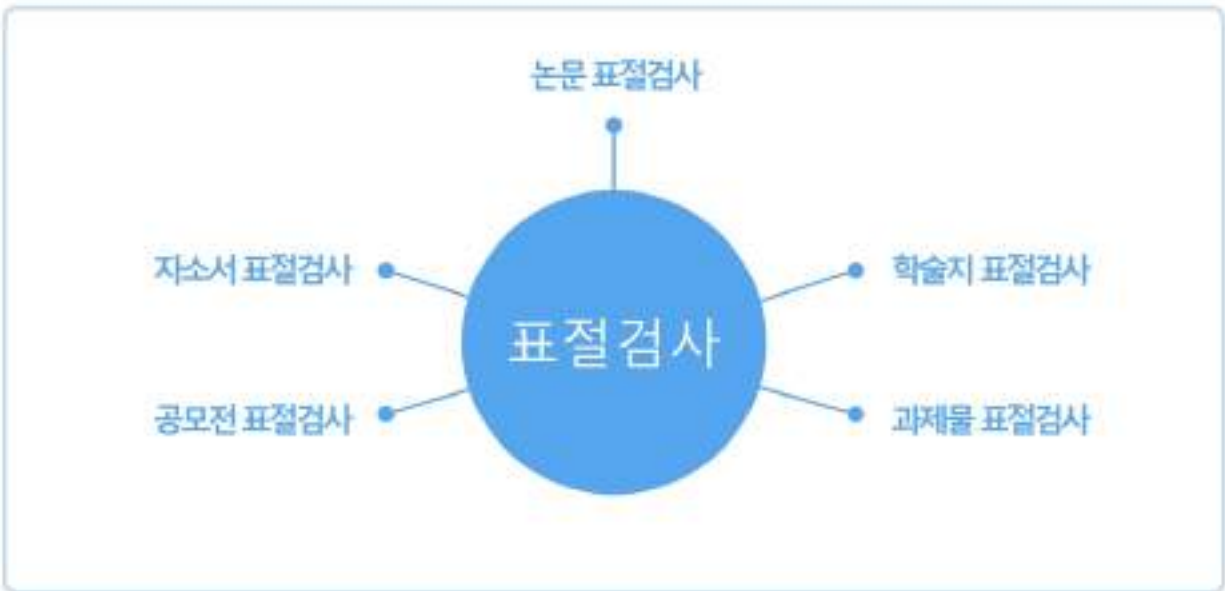 논문 표절검사
자소서 표절검사
학술지 표절검사
표절검사
공모전 표절검사
과제물 표절검사